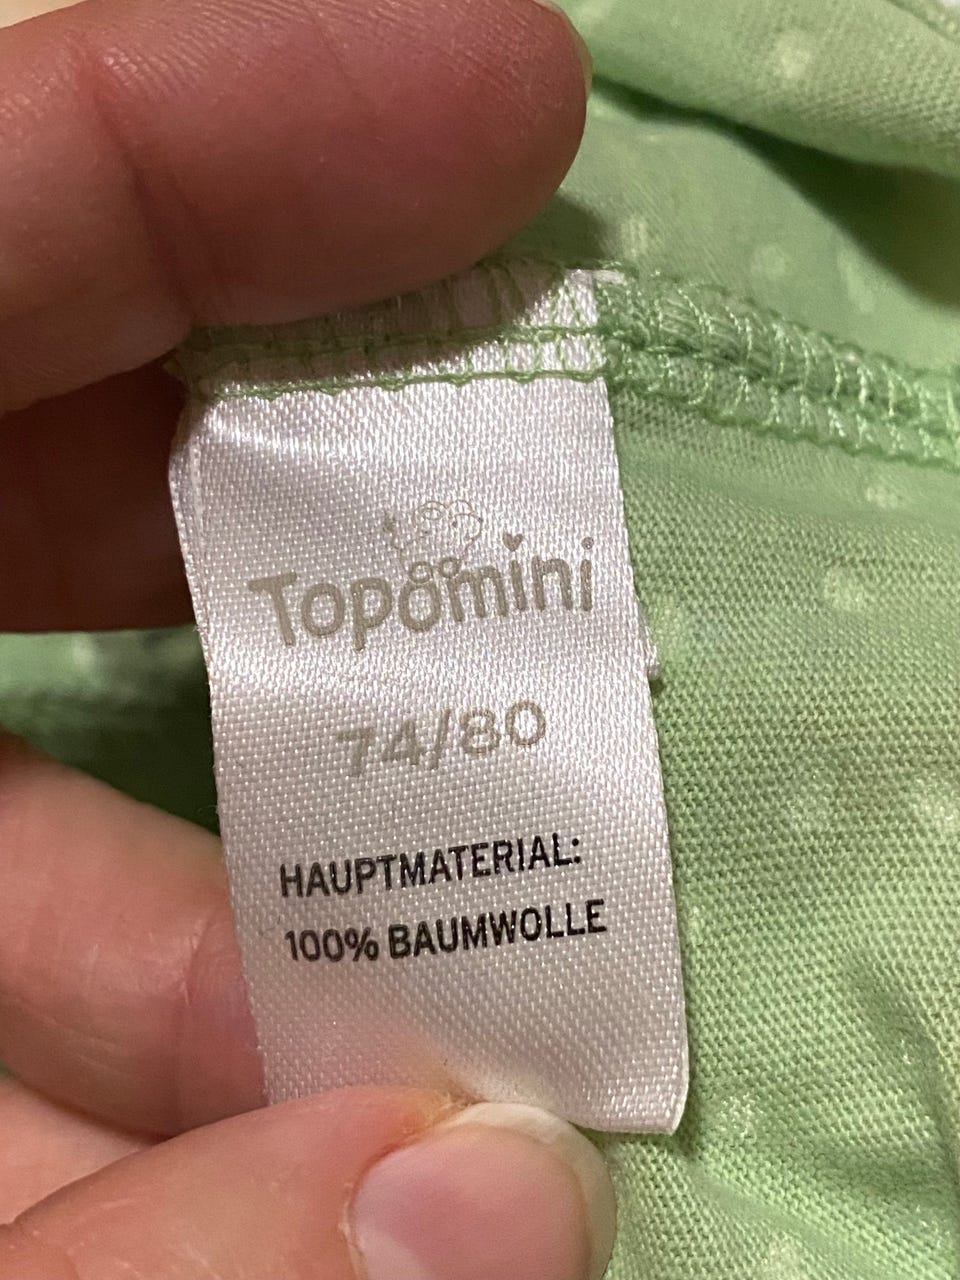 Topomini
74/80
HAUPTMATERIAL:
100% BAUMWOLLE